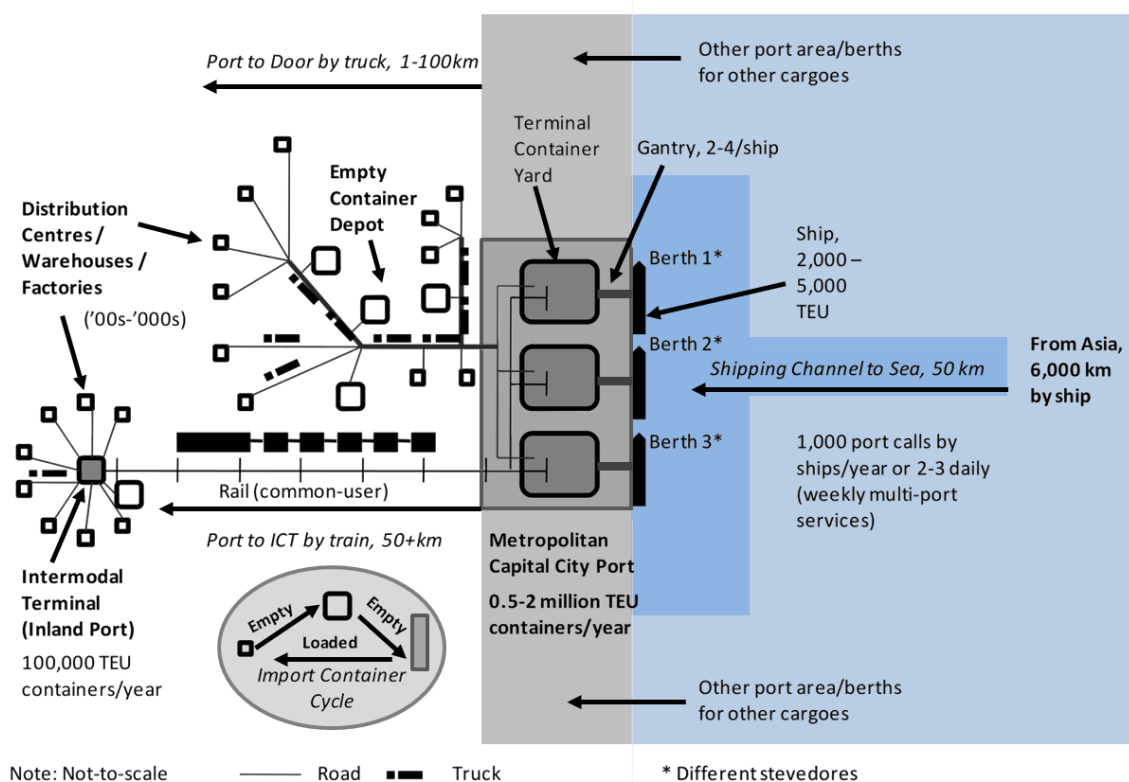 Port to Door by truck, 1-100km
Other port area/berths
for other cargoes
Terminal
Container
Yard
Gantry, 2-4/ship
Empty
Container
Depot
Distribution
Centres /
Warehouses /
Factories
('00s-'000s)
Berth 1*
Ship,
2,000 –
5,000
TEU
Berth 2*
Shipping Channel to Sea, 50 km
From Asia,
6,000 km
by ship
Berth 3*
1,000 port calls by
ships/year or 2-3 daily
(weekly multi-port
services)
Rail (common-user)
Port to ICT by train, 50+km
Metropolitan
Capital City Port
0.5-2 million TEU
containers/year
Intermodal
Terminal
(Inland Port)
100,000 TEU
containers/year
Empty
Empty
Loaded
Import Container
Cycle
Other port area/berths
for other cargoes
Note: Not-to-scale
Road
Truck
* Different stevedores